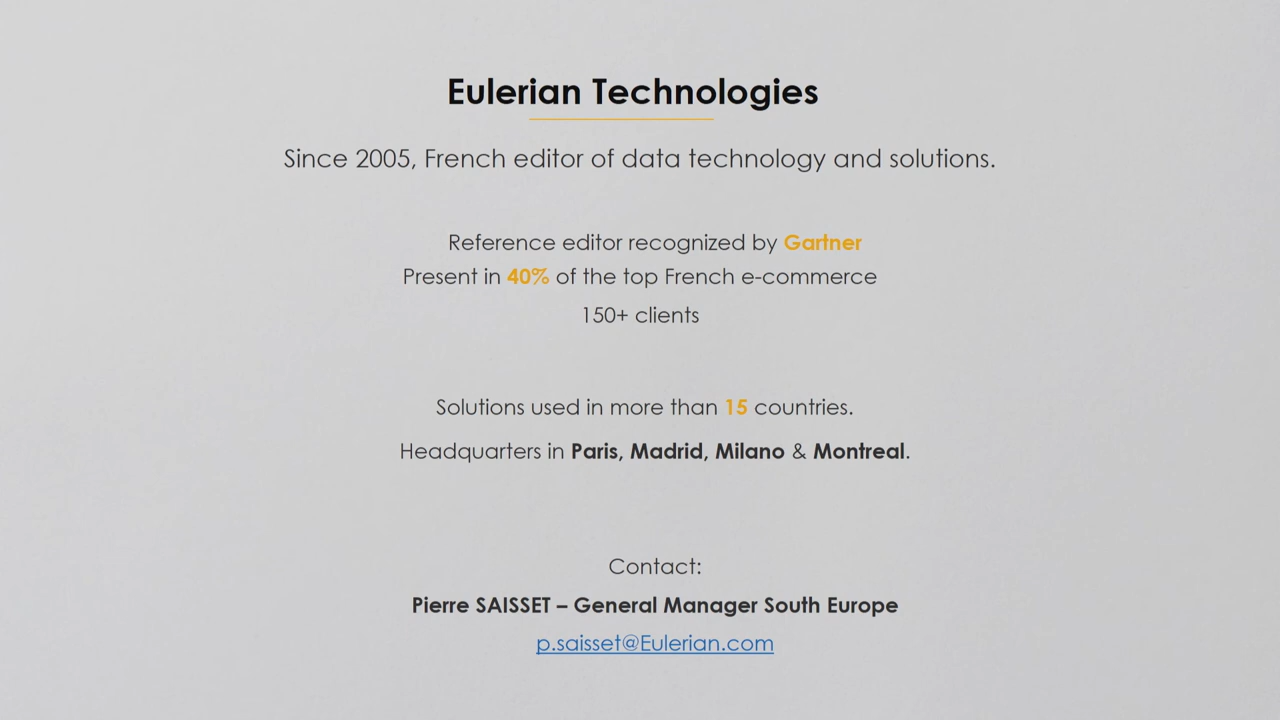 Eulerian Technologies
Since 2005, French editor of data technology and solutions.
Reference editor recognized by Gartner
Present in 40% of the top French e-commerce
150+ clients
Solutions used in more than 15 countries.
Headquarters in Paris, Madrid, Milano & Montreal.
Contact:
Pierre SAISSET – General Manager South Europe
p.saisset@Eulerian.com